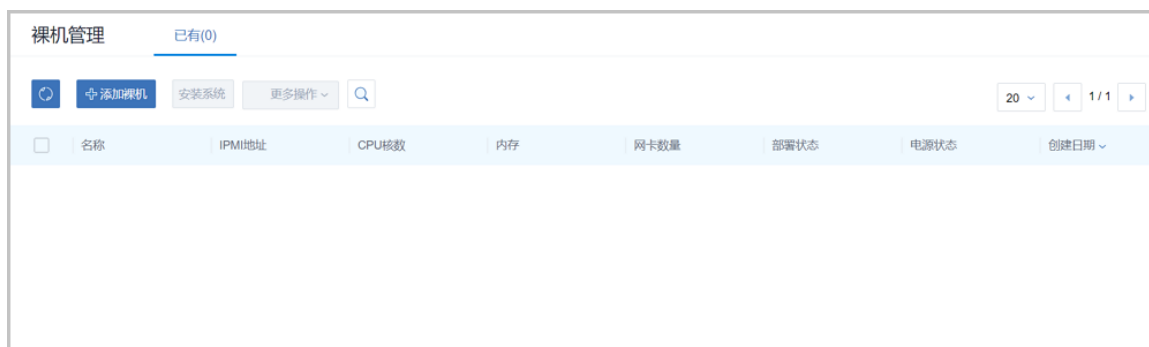 裸机管理 已有(0)
添加裸机 安装系统 更多操作 20 1 / 1
名称 IPMI地址 CPU核数 内存 网卡数量 部署状态 电源状态 创建日期